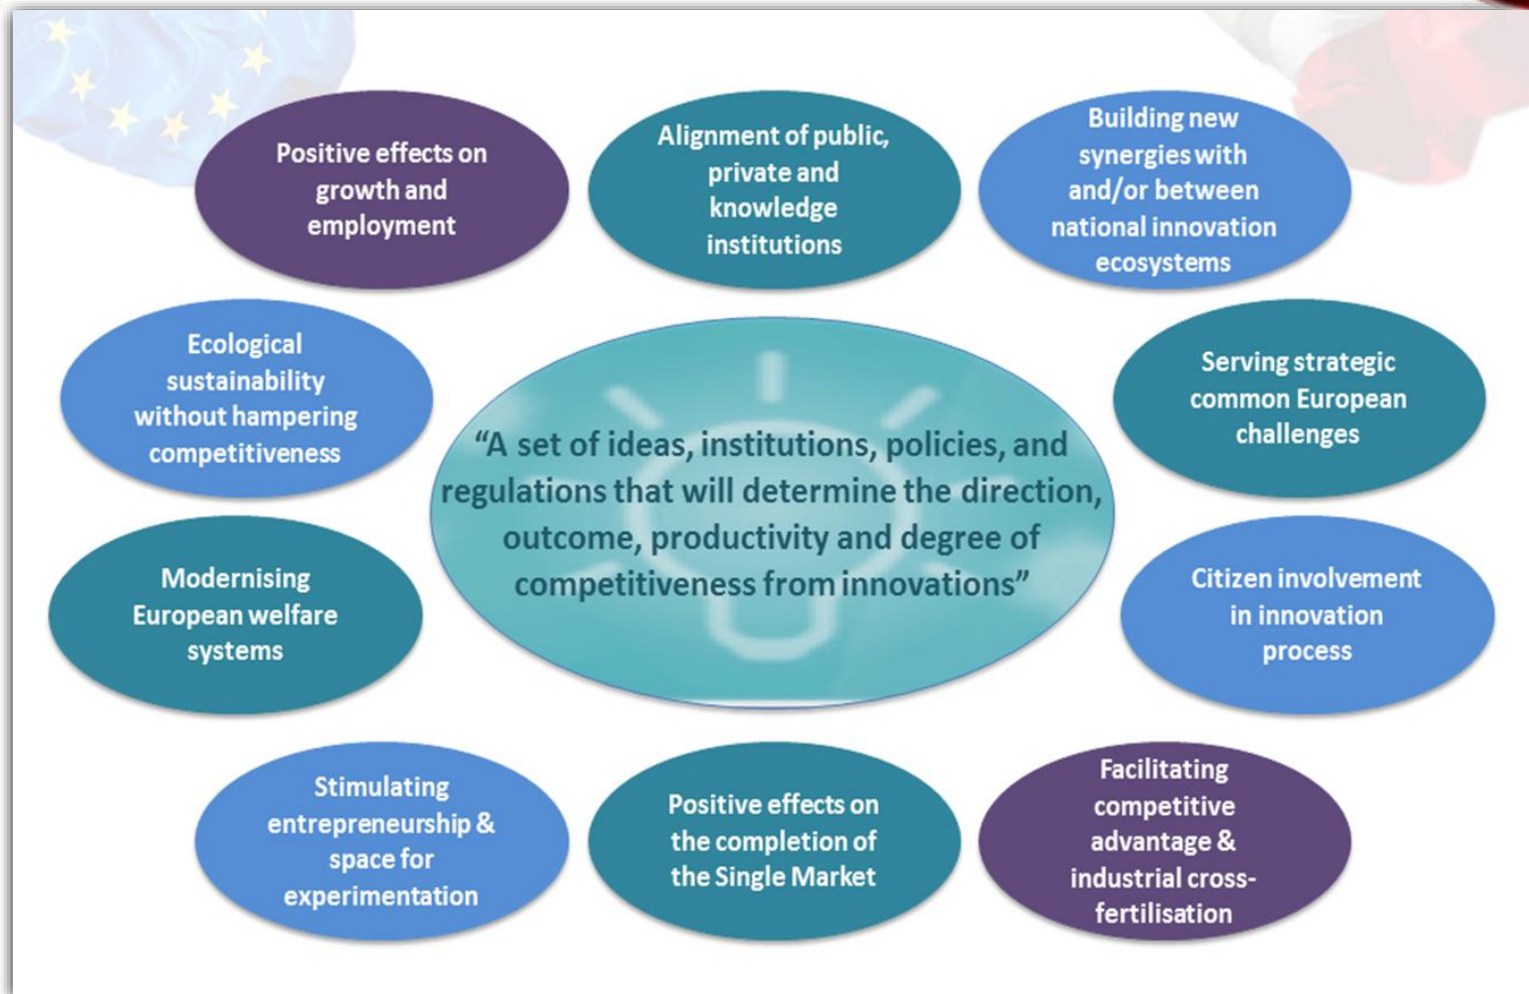 Positive effects on
growth and
employment
Alignment of public,
private and
knowledge
institutions
Building new
synergies with
and/or between
national innovation
ecosystems
Ecological
sustainability
without hampering
competitiveness
Serving strategic
common European
challenges
“A set of ideas, institutions, policies, and
regulations that will determine the direction,
outcome, productivity and degree of
competitiveness from innovations”
Modernising
European welfare
systems
Citizen involvement
in innovation
process
Stimulating
entrepreneurship &
space for
experimentation
Positive effects on
the completion of
the Single Market
Facilitating
competitive
advantage &
industrial cross-
fertilisation